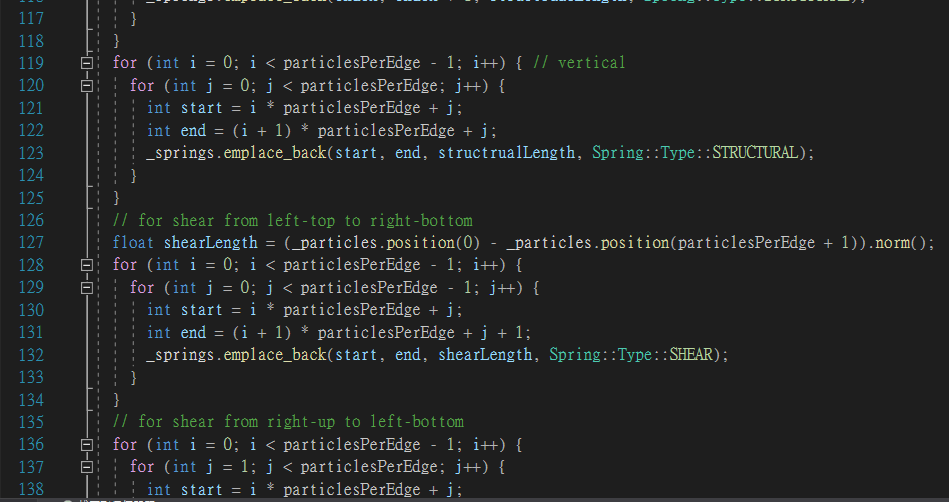 117 }
118 }
119 for (int i = 0; i < particlesPerEdge - 1; i++) { // vertical
120 for (int j = 0; j < particlesPerEdge; j++) {
121 int start = i * particlesPerEdge + j;
122 int end = (i + 1) * particlesPerEdge + j;
123 _springs.emplace_back(start, end, structrualLength, Spring::Type::STRUCTURAL);
124 }
125 }
126 // for shear from left-top to right-bottom
127 float shearLength = (_particles.position(0) - _particles.position(particlesPerEdge + 1)).norm();
128 for (int i = 0; i < particlesPerEdge - 1; i++) {
129 for (int j = 0; j < particlesPerEdge - 1; j++) {
130 int start = i * particlesPerEdge + j;
131 int end = (i + 1) * particlesPerEdge + j + 1;
132 _springs.emplace_back(start, end, shearLength, Spring::Type::SHEAR);
133 }
134 }
135 // for shear from right-up to left-bottom
136 for (int i = 0; i < particlesPerEdge - 1; i++) {
137 for (int j = 1; j < particlesPerEdge; j++) {
138 int start = i * particlesPerEdge + j;